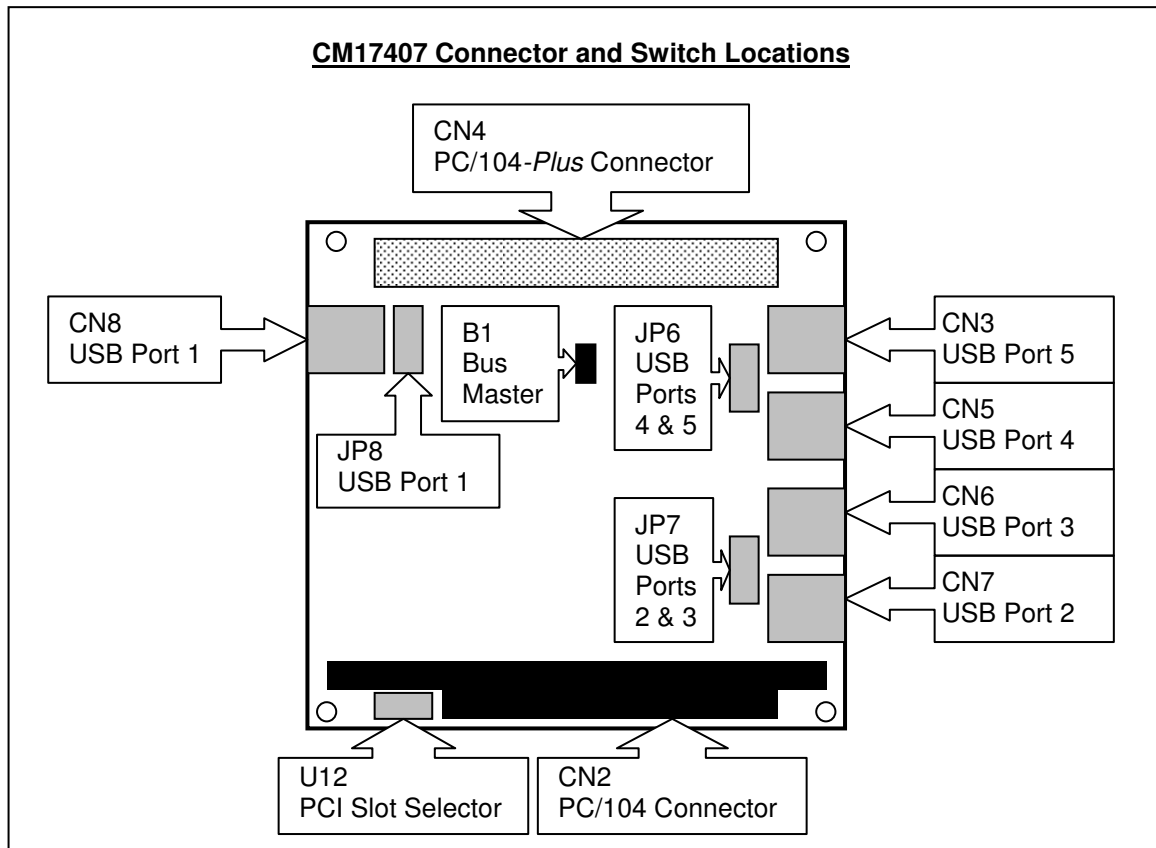 CM17407 Connector and Switch Locations
CN4
PC/104-Plus Connector
CN8
USB Port 1
B1
Bus
Master
JP6
USB
Ports
4 & 5
CN3
USB Port 5
CN5
USB Port 4
JP8
USB Port 1
CN6
USB Port 3
JP7
USB
Ports
2 & 3
CN7
USB Port 2
U12
PCI Slot Selector
CN2
PC/104 Connector